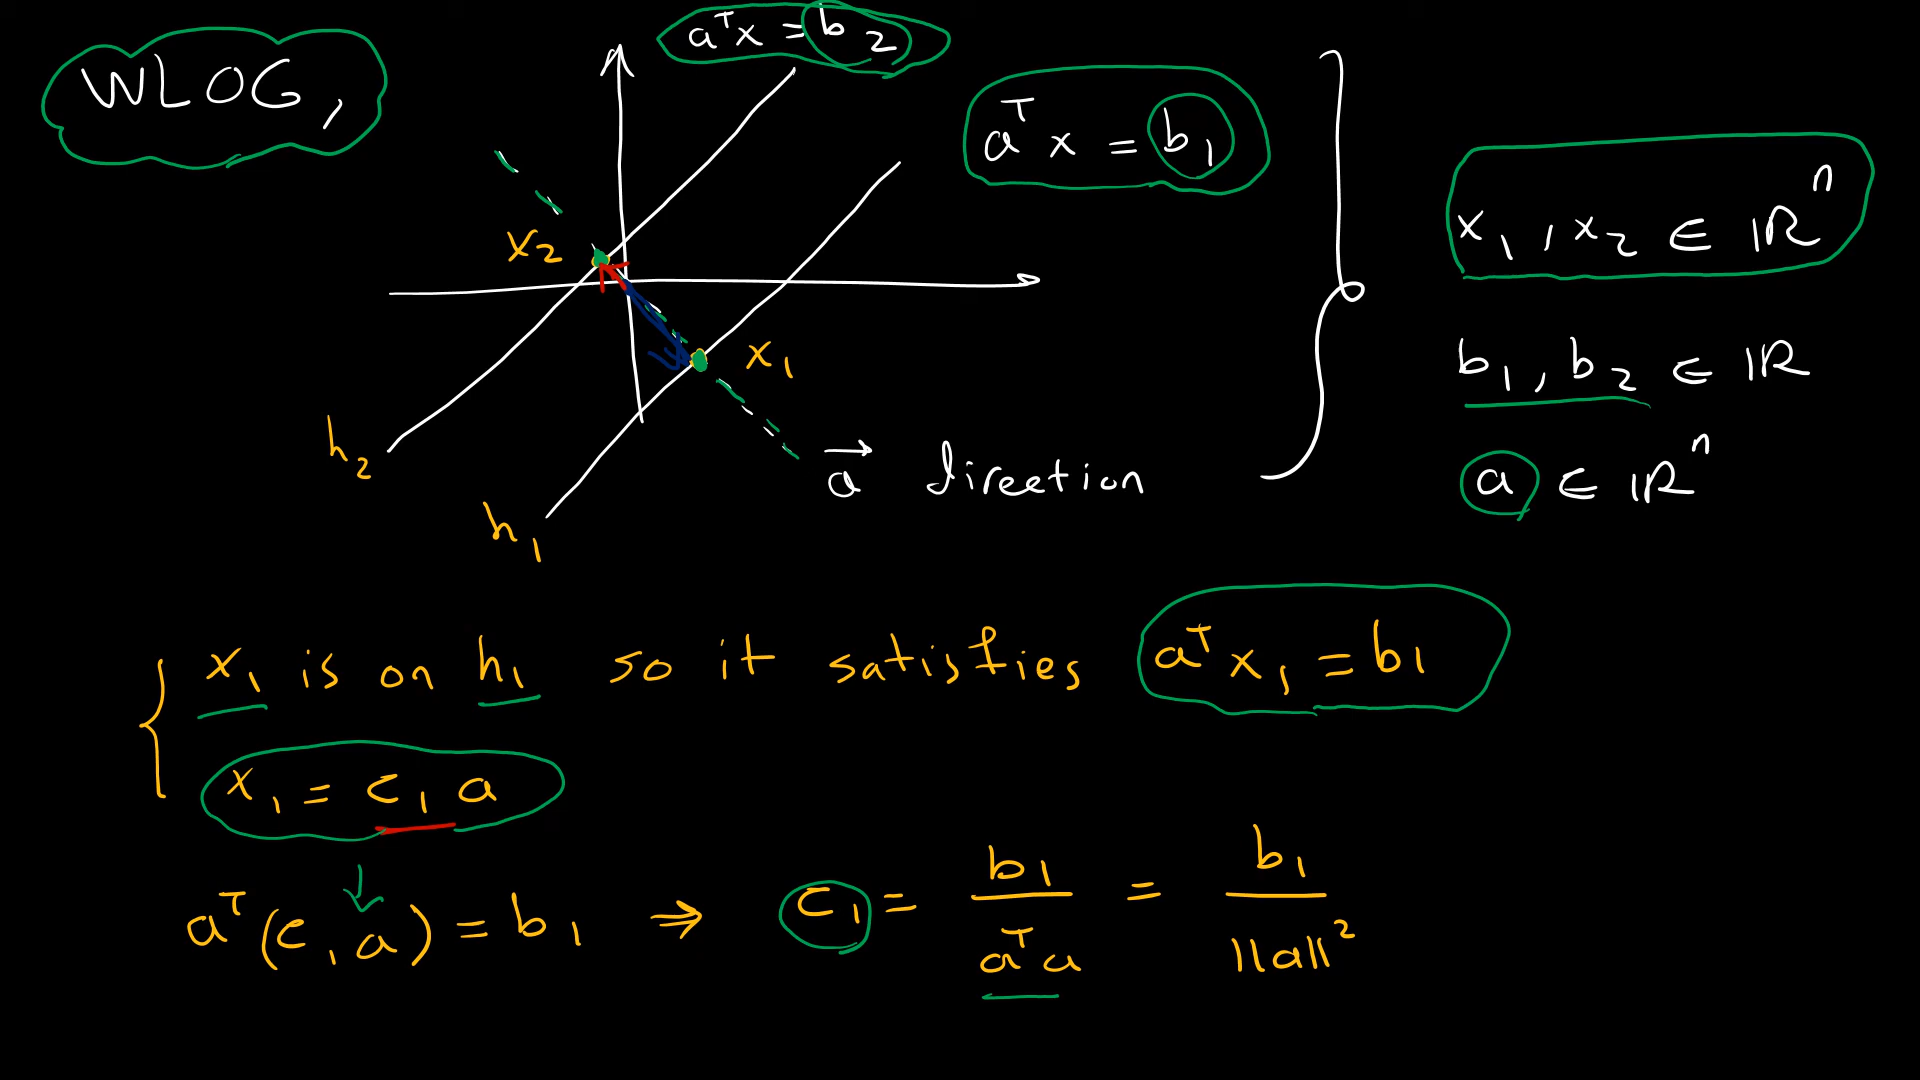 WLOG,
aᵀx = b₂
aᵀx = b₁
x₁, x₂ ∈ ℝⁿ
x₂
b₁, b₂ ∈ ℝ
x₁
h₂
a⃗ direction
a ∈ ℝⁿ
h₁
x₁ is on h₁ so it satisfies aᵀx₁ = b₁
x₁ = c₁ a
aᵀ(c₁a) = b₁ ⇒ c₁ = b₁ / aᵀa = b₁ / ||a||²